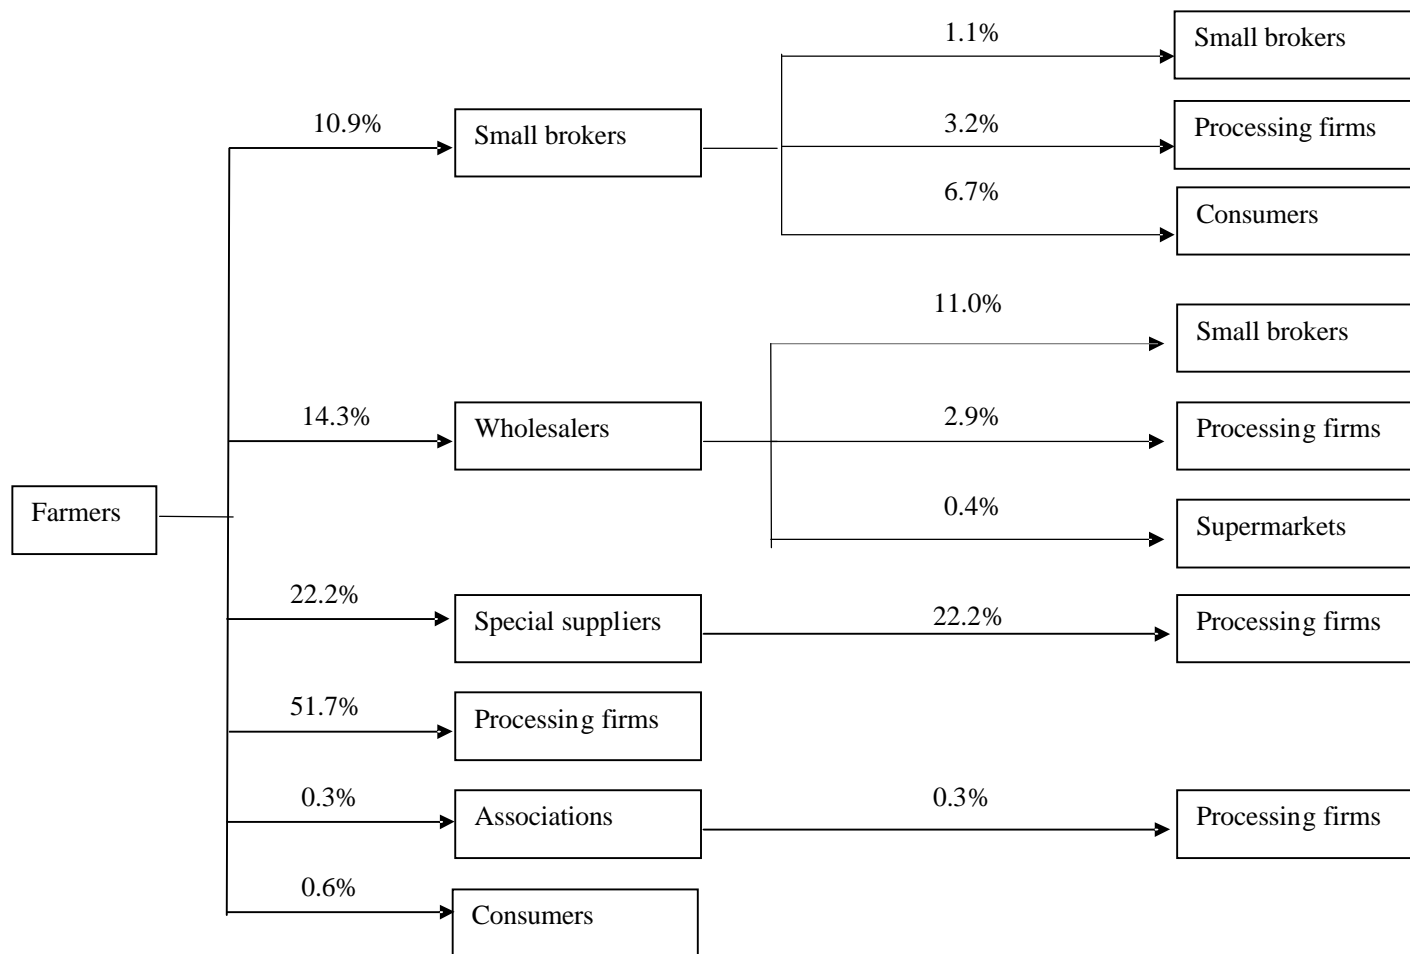 1.1%
Small brokers
10.9%
Small brokers
3.2%
Processing firms
6.7%
Consumers
11.0%
Small brokers
14.3%
Wholesalers
2.9%
Processing firms
Farmers
0.4%
Supermarkets
22.2%
Special suppliers
22.2%
Processing firms
51.7%
Processing firms
0.3%
Associations
0.3%
Processing firms
0.6%
Consumers